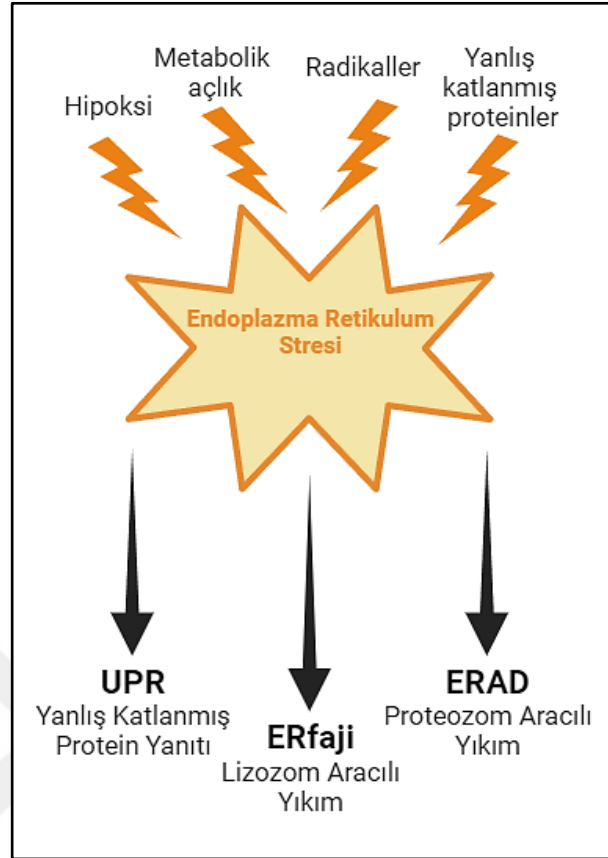 Hipoksi
Metabolik
açlık
Radikaller
Yanlış
katlanmış
proteinler
Endoplazma Retikulum
Stresi
UPR
Yanlış Katlanmış
Protein Yanıtı
ERfaji
Lizozom Aracılı
Yıkım
ERAD
Proteozom Aracılı
Yıkım